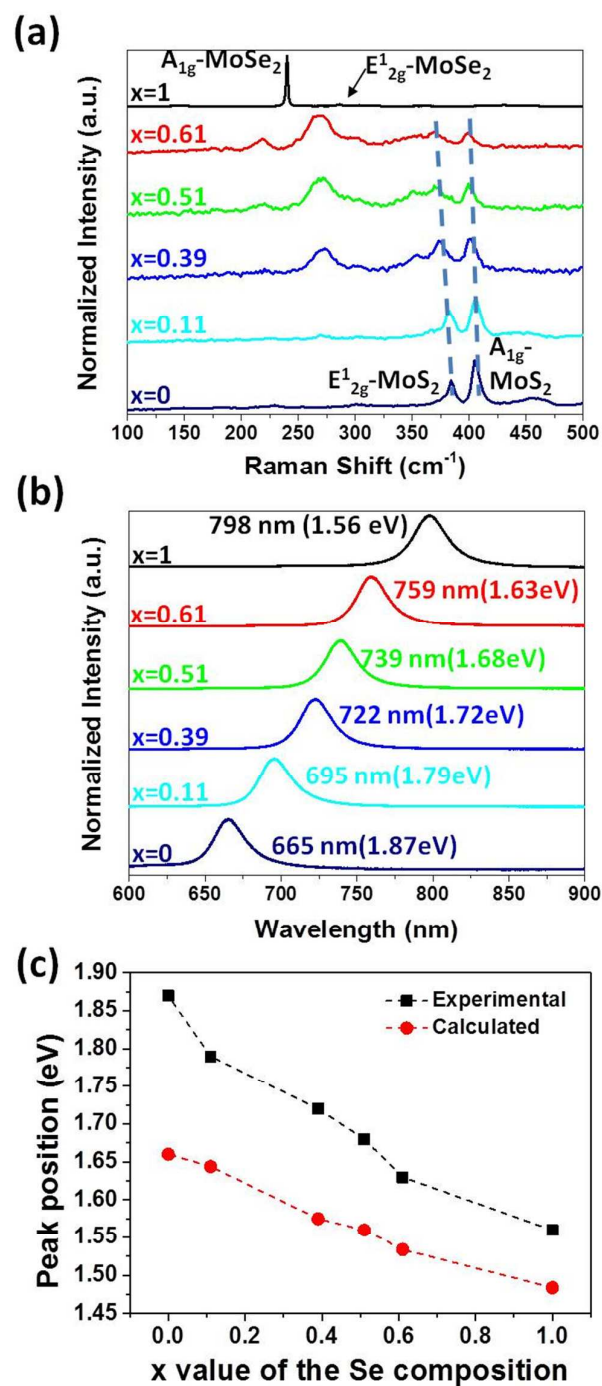 (a)
Normalized Intensity (a.u.)
A1g-MoSe2
E12g-MoSe2
x=1
x=0.61
x=0.51
x=0.39
x=0.11
x=0
E12g-MoS2
A1g-
MoS2
100 150 200 250 300 350 400 450 500
Raman Shift (cm-1)
(b)
Normalized Intensity (a.u.)
798 nm (1.56 eV)
x=1
759 nm(1.63eV)
x=0.61
739 nm(1.68eV)
x=0.51
722 nm(1.72eV)
x=0.39
695 nm(1.79eV)
x=0.11
665 nm(1.87eV)
x=0
600 650 700 750 800 850 900
Wavelength (nm)
(c)
Peak position (eV)
1.90
1.85
1.80
1.75
1.70
1.65
1.60
1.55
1.50
1.45
Experimental
Calculated
0.0 0.2 0.4 0.6 0.8 1.0
x value of the Se composition